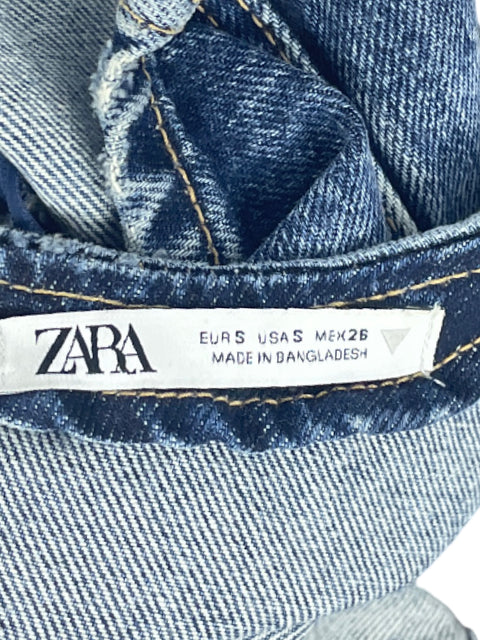 ZARA
EUR S USA S MEX 26
MADE IN BANGLADESH